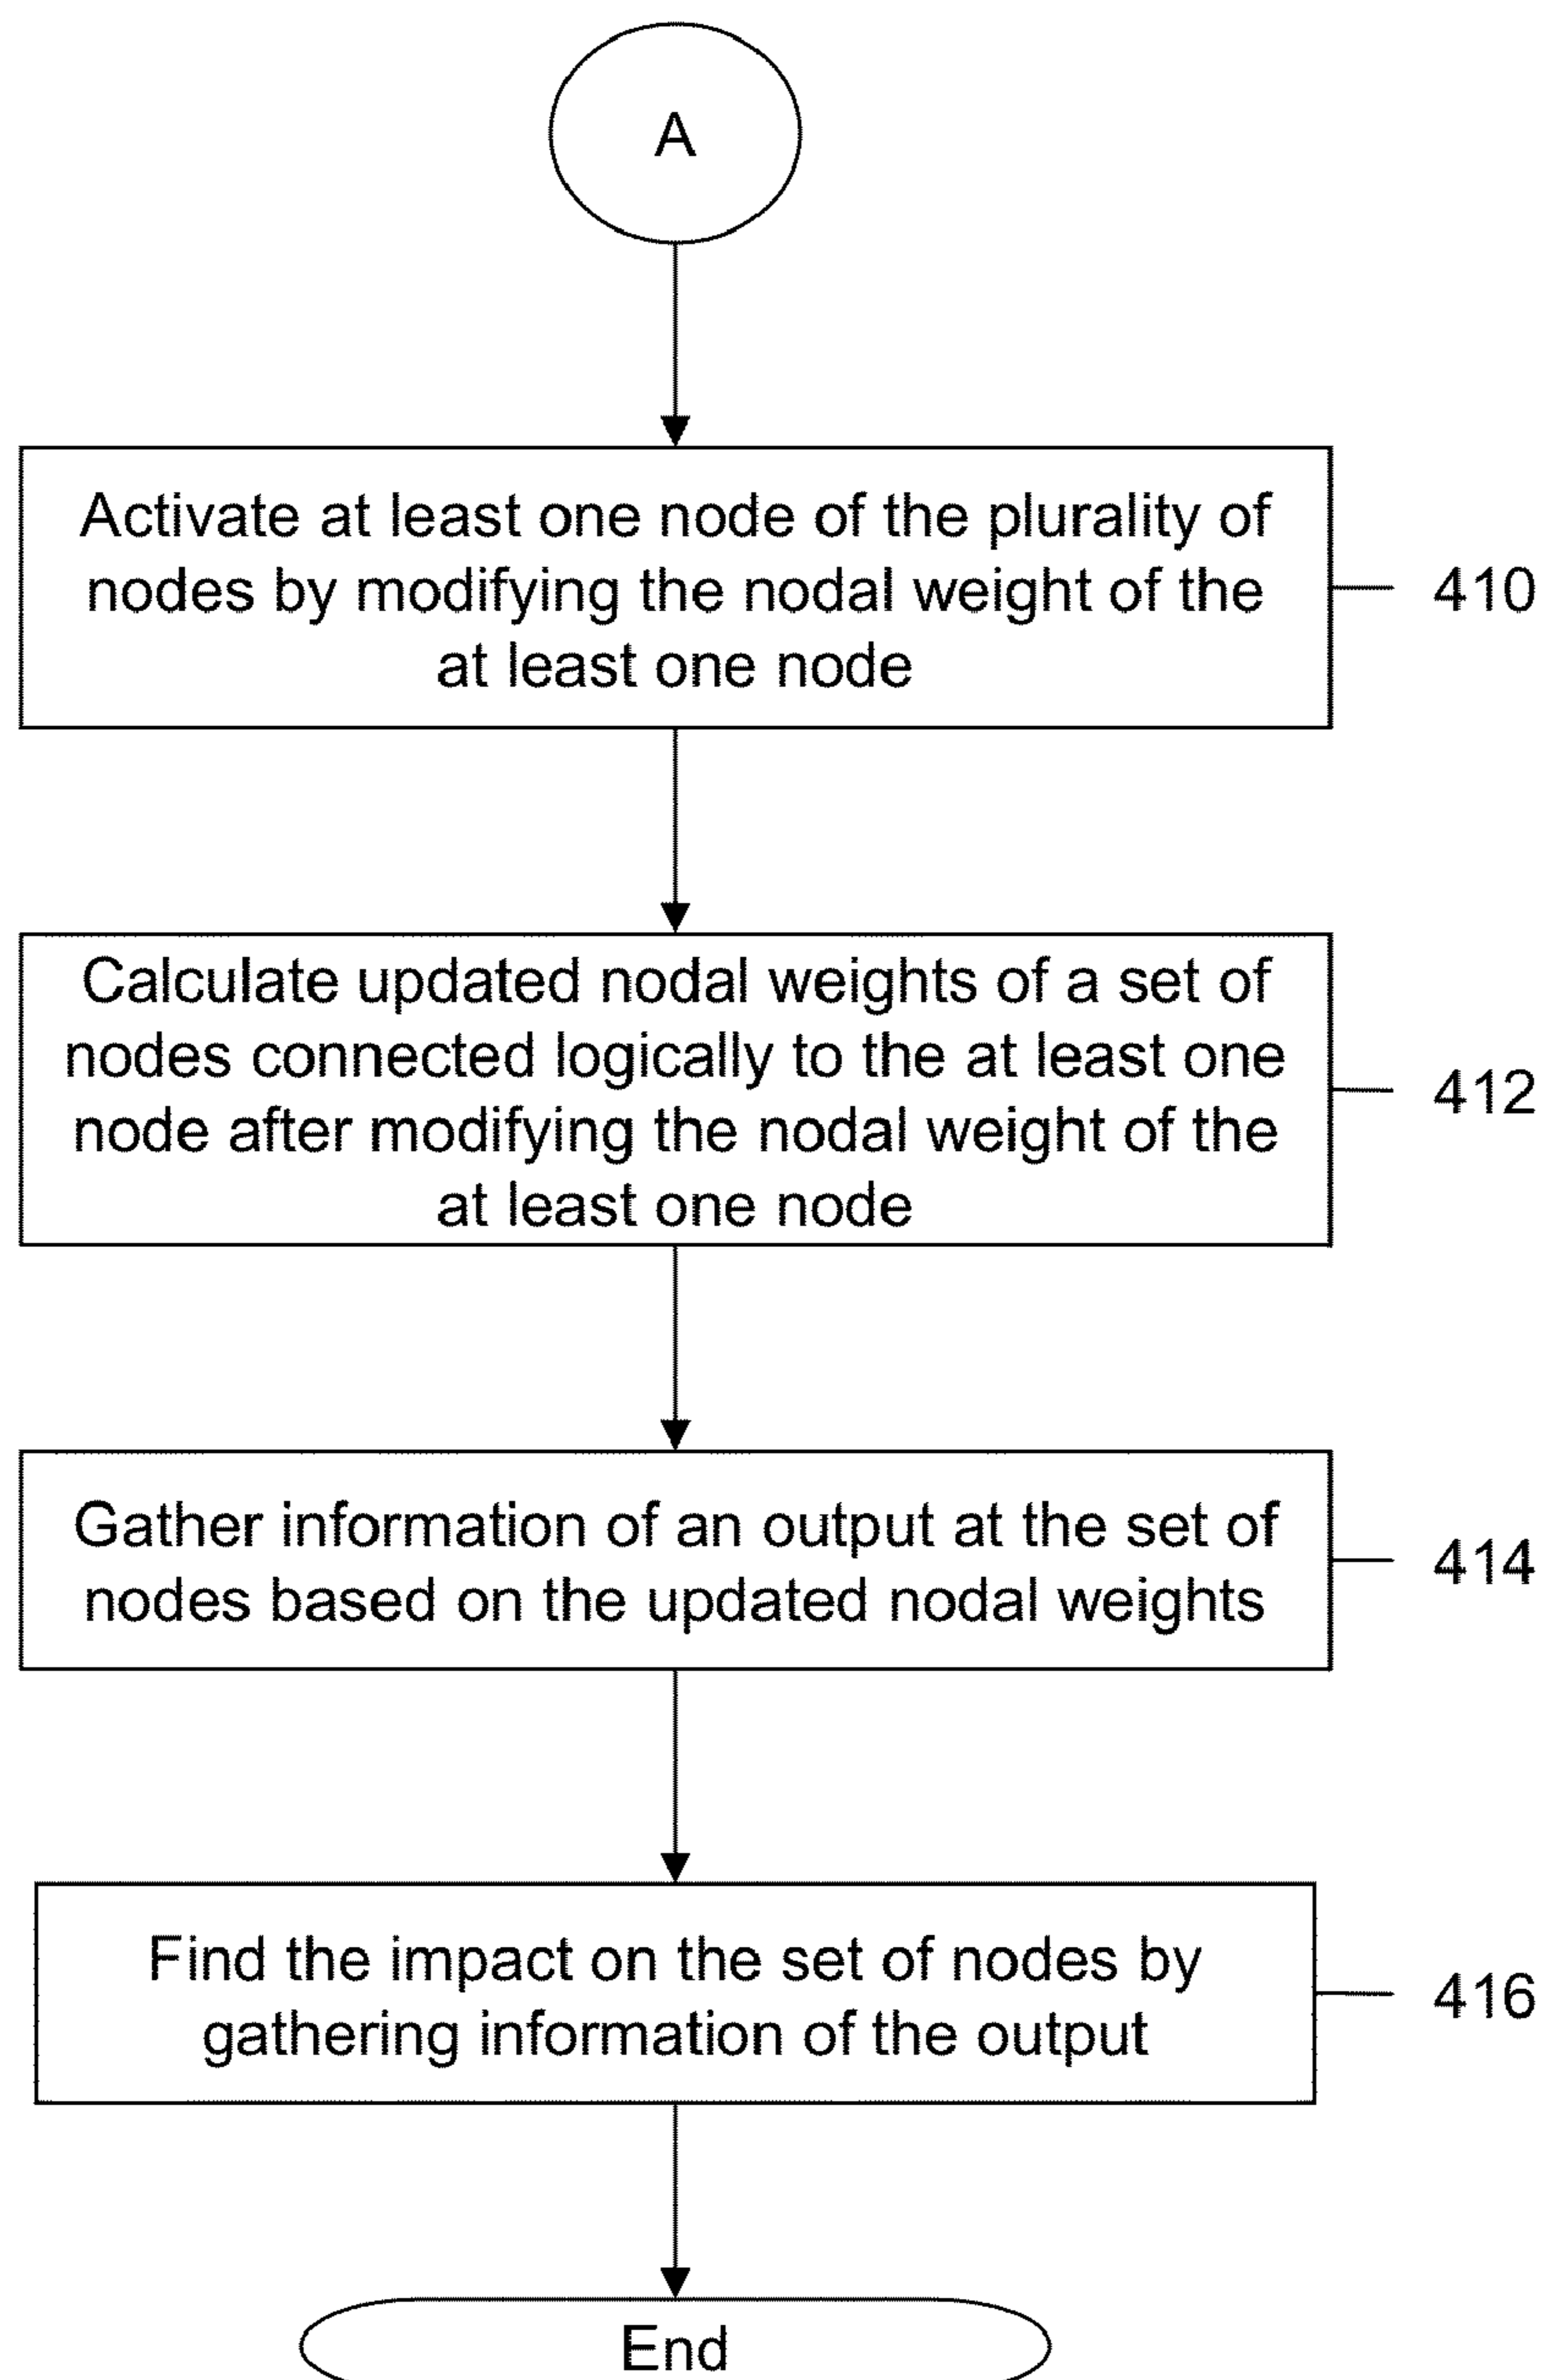 A
Activate at least one node of the plurality of
nodes by modifying the nodal weight of the
at least one node
410
Calculate updated nodal weights of a set of
nodes connected logically to the at least one
node after modifying the nodal weight of the
at least one node
412
Gather information of an output at the set of
nodes based on the updated nodal weights
414
Find the impact on the set of nodes by
gathering information of the output
416
End